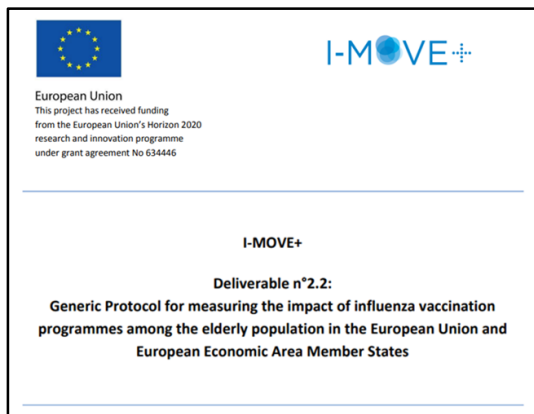 I-MOVE+
European Union
This project has received funding
from the European Union's Horizon 2020
research and innovation programme
under grant agreement No 634446
I-MOVE+
Deliverable n°2.2:
Generic Protocol for measuring the impact of influenza vaccination
programmes among the elderly population in the European Union and
European Economic Area Member States